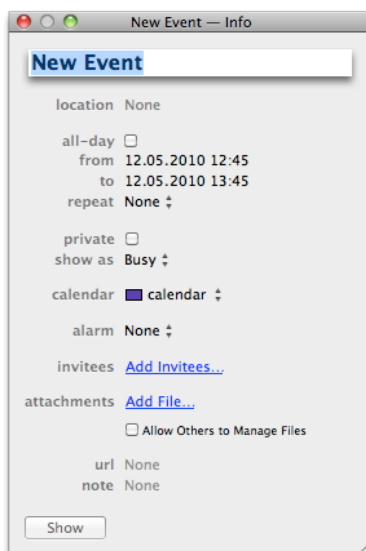 New Event — Info
New Event
location None
all-day
from 12.05.2010 12:45
to 12.05.2010 13:45
repeat None
private
show as Busy
calendar calendar
alarm None
invitees Add Invitees...
attachments Add File...
Allow Others to Manage Files
url None
note None
Show